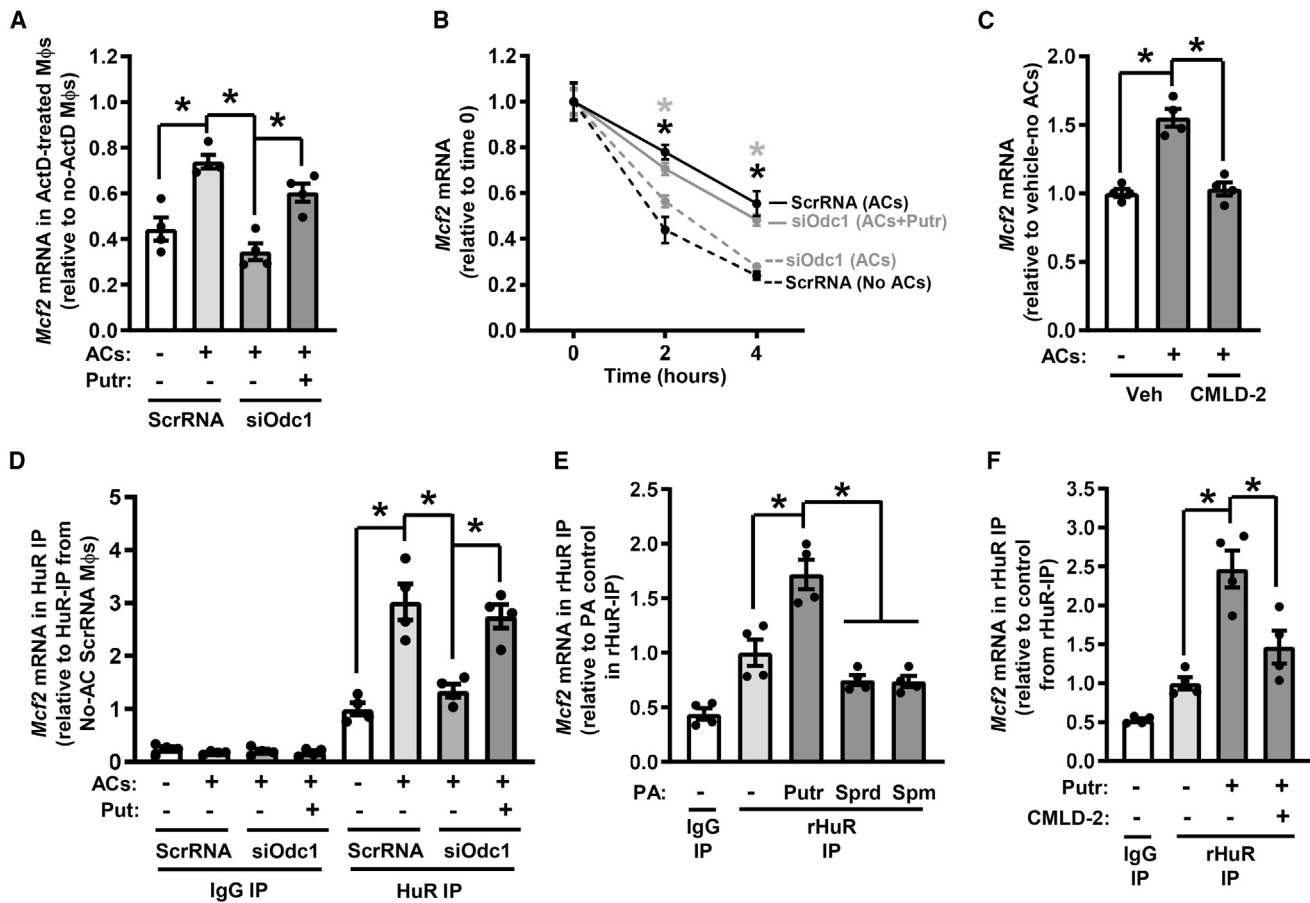 A
Mcf2 mRNA in ActD-treated Mϕs
(relative to no-ActD Mϕs)
1.2
1.0
0.8
0.6
0.4
0.2
0.0
* * *
ACs: - + + +
Putr: - - - +
ScrRNA siOdc1
B
Mcf2 mRNA
(relative to time 0)
1.2
1.0
0.8
0.6
0.4
0.2
0.0
*
*
*
*
ScrRNA (ACs)
siOdc1 (ACs+Putr)
siOdc1 (ACs)
ScrRNA (No ACs)
0 2 4
Time (hours)
C
Mcf2 mRNA
(relative to vehicle-no ACs)
2.0
1.5
1.0
0.5
0.0
* *
ACs: - + +
Veh CMLD-2
D
Mcf2 mRNA in HuR IP
(relative to HuR-IP from
No-AC ScrRNA Mϕs)
5
4
3
2
1
0
* * *
ACs: - + + + - + + +
Put: - - - + - - - +
ScrRNA siOdc1 ScrRNA siOdc1
IgG IP HuR IP
E
Mcf2 mRNA in rHuR IP
(relative to PA control
in rHuR-IP)
2.5
2.0
1.5
1.0
0.5
0.0
* *
PA: - - Putr Sprd Spm
IgG rHuR
IP IP
F
Mcf2 mRNA in rHuR IP
(relative to control
from rHuR-IP)
3.5
3.0
2.5
2.0
1.5
1.0
0.5
0.0
* *
Putr: - - + +
CMLD-2: - - - +
IgG rHuR
IP IP